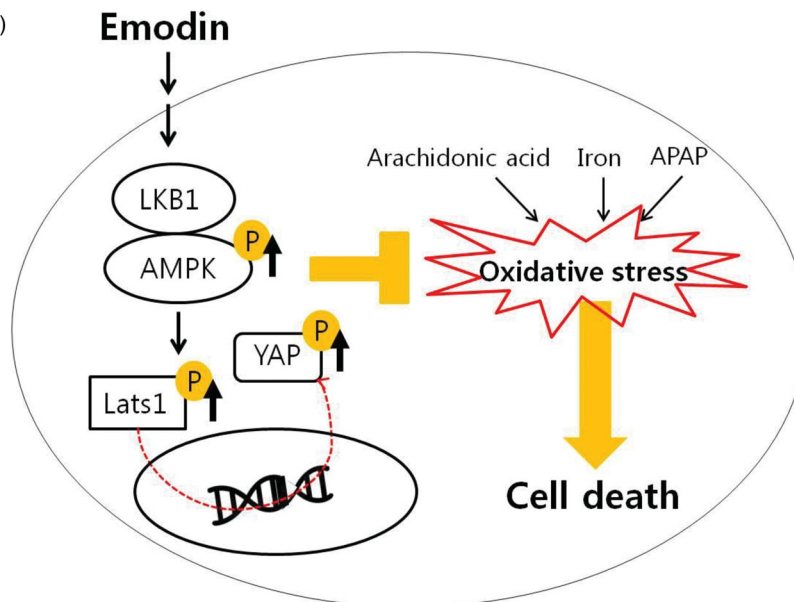 )
Emodin
Arachidonic acid Iron APAP
LKB1
P
AMPK
Oxidative stress
P
YAP
P
Lats1
Cell death